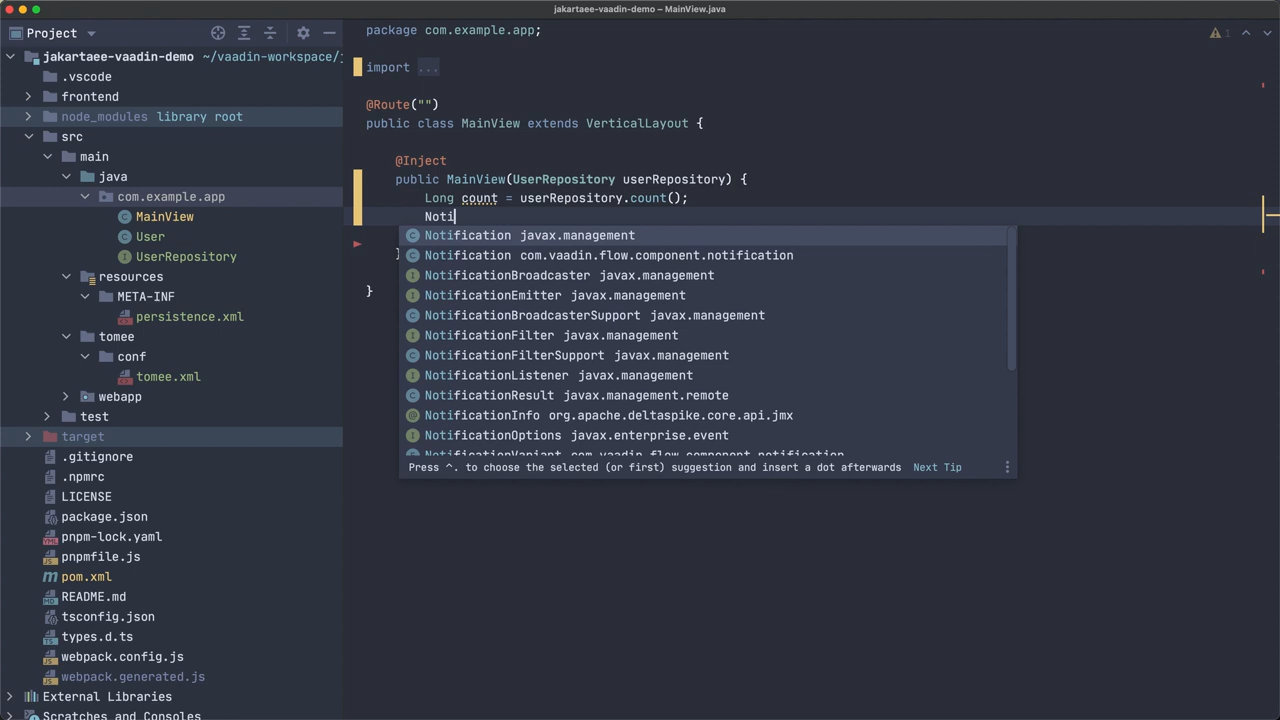 jakartaee-vaadin-demo – MainView.java
Project
jakartaee-vaadin-demo ~/vaadin-workspace/j
.vscode
frontend
node_modules library root
src
main
java
com.example.app
MainView
User
UserRepository
resources
META-INF
persistence.xml
tomee
conf
tomee.xml
webapp
test
target
.gitignore
.npmrc
LICENSE
package.json
pnpm-lock.yaml
pnpmfile.js
pom.xml
README.md
tsconfig.json
types.d.ts
webpack.config.js
webpack.generated.js
External Libraries
Scratches and Consoles
package com.example.app;
1
import ...
@Route("")
public class MainView extends VerticalLayout {
@Inject
public MainView(UserRepository userRepository) {
Long count = userRepository.count();
Noti
}
}
Notification javax.management
Notification com.vaadin.flow.component.notification
NotificationBroadcaster javax.management
NotificationEmitter javax.management
NotificationBroadcasterSupport javax.management
NotificationFilter javax.management
NotificationFilterSupport javax.management
NotificationListener javax.management
NotificationResult javax.management.remote
NotificationInfo org.apache.deltaspike.core.api.jmx
NotificationOptions javax.enterprise.event
NotificationVariant com.vaadin.flow.component.notification
Press ^. to choose the selected (or first) suggestion and insert a dot afterwards Next Tip